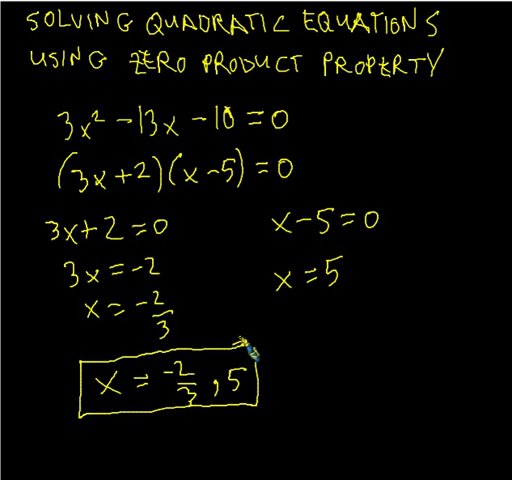 SOLVING QUADRATIC EQUATIONS
USING ZERO PRODUCT PROPERTY
3x² - 13x - 10 = 0
(3x + 2)(x - 5) = 0
3x + 2 = 0
3x = -2
x = -2/3
x - 5 = 0
x = 5
x = -2/3, 5